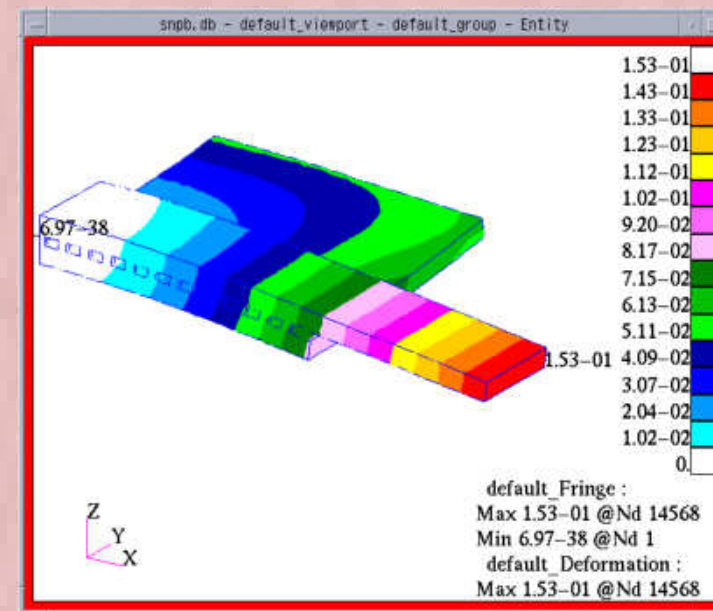 snpb.db - default_viewport - default_group - Entity
1.53-01
1.43-01
1.33-01
1.23-01
1.12-01
1.02-01
9.20-02
8.17-02
7.15-02
6.13-02
5.11-02
4.09-02
3.07-02
2.04-02
1.02-02
0.
6.97-38
1.53-01
default_Fringe :
Max 1.53-01 @Nd 14568
Min 6.97-38 @Nd 1
default_Deformation :
Max 1.53-01 @Nd 14568
Z
Y
X